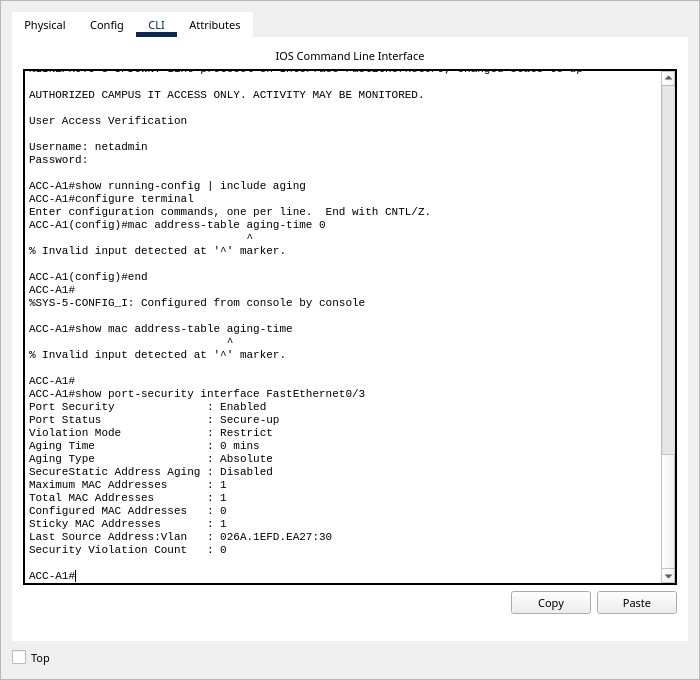 Physical
Config
CLI
Attributes
IOS Command Line Interface
AUTHORIZED CAMPUS IT ACCESS ONLY. ACTIVITY MAY BE MONITORED.
User Access Verification
Username: netadmin
Password:
ACC-A1#show running-config | include aging
ACC-A1#configure terminal
Enter configuration commands, one per line.  End with CNTL/Z.
ACC-A1(config)#mac address-table aging-time 0
^
% Invalid input detected at '^' marker.
ACC-A1(config)#end
ACC-A1#
%SYS-5-CONFIG_I: Configured from console by console
ACC-A1#show mac address-table aging-time
^
% Invalid input detected at '^' marker.
ACC-A1#
ACC-A1#show port-security interface FastEthernet0/3
Port Security              : Enabled
Port Status                : Secure-up
Violation Mode             : Restrict
Aging Time                 : 0 mins
Aging Type                 : Absolute
SecureStatic Address Aging : Disabled
Maximum MAC Addresses      : 1
Total MAC Addresses        : 1
Configured MAC Addresses   : 0
Sticky MAC Addresses       : 1
Last Source Address:Vlan   : 026A.1EFD.EA27:30
Security Violation Count   : 0
ACC-A1#
Copy
Paste
Top